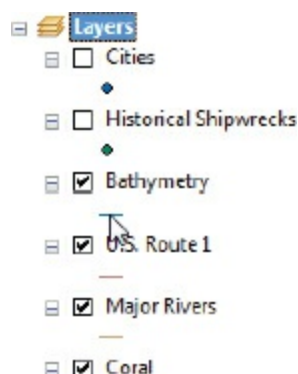 Layers
Cities
Historical Shipwrecks
Bathymetry
U.S. Route 1
Major Rivers
Coral